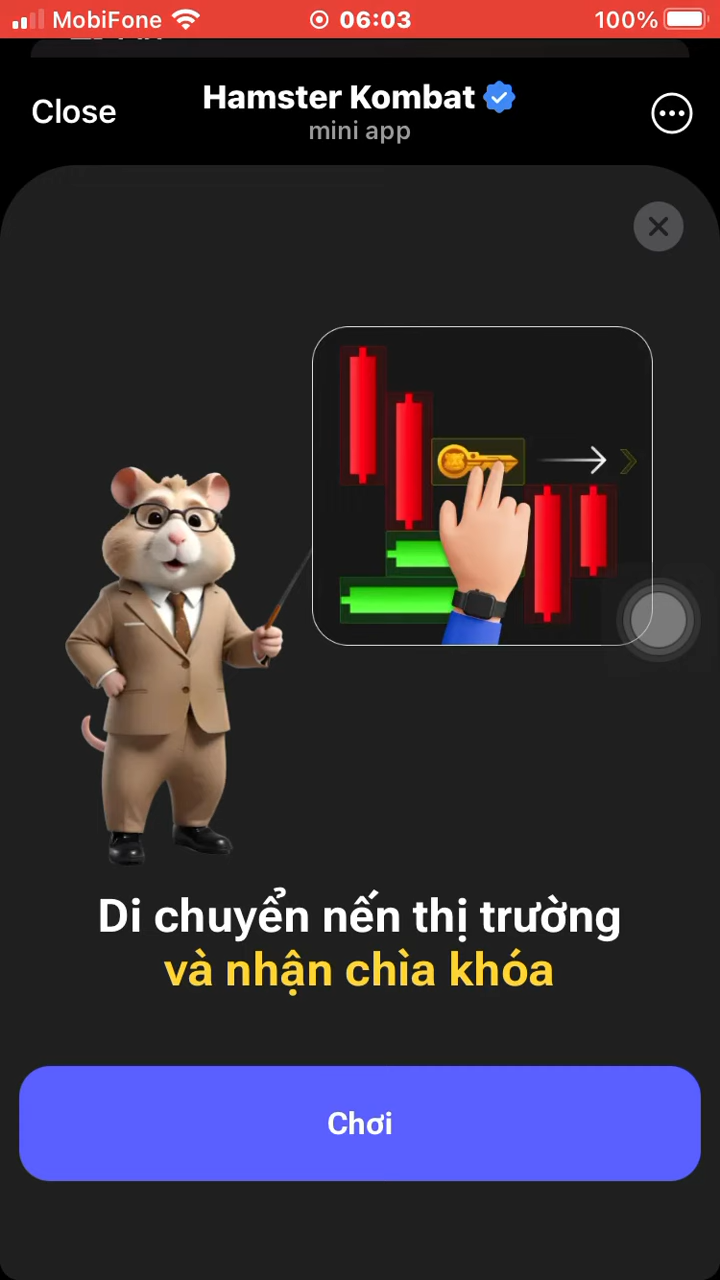 MobiFone 06:03 100%
Close
Hamster Kombat
mini app
Di chuyển nến thị trường
và nhận chìa khóa
Chơi